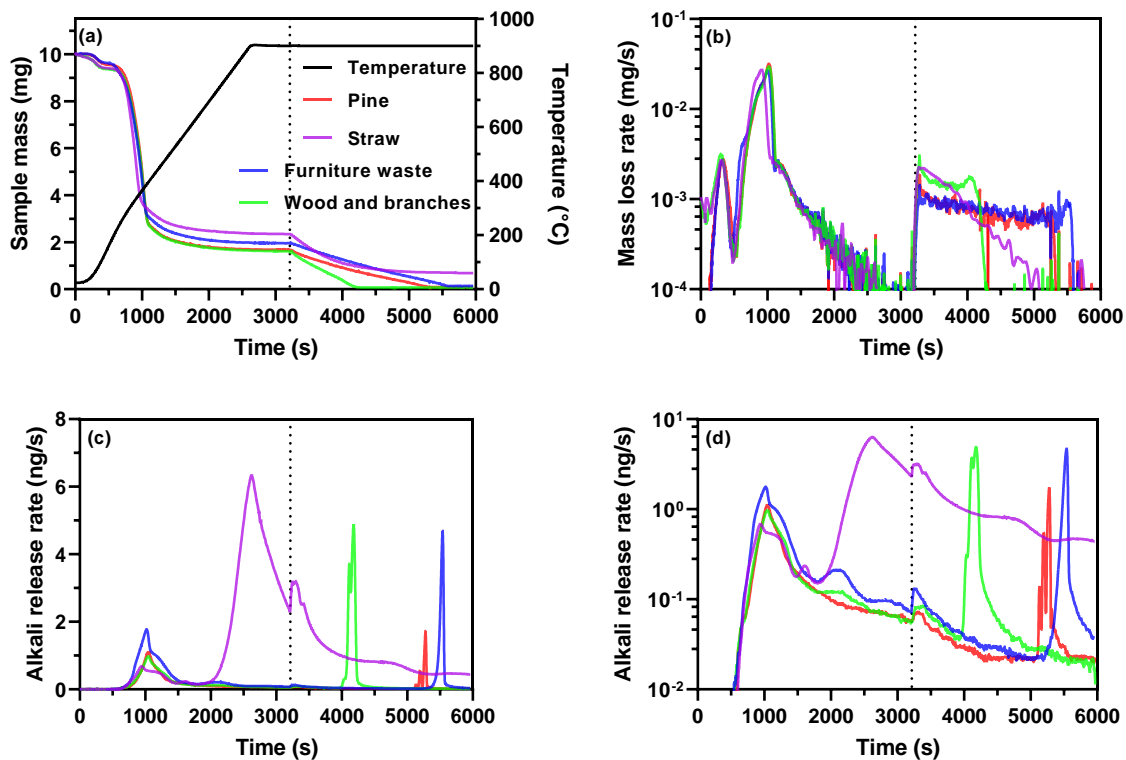 (a)
Sample mass (mg)
0
2
4
6
8
10
0
1000
2000
3000
4000
5000
6000
Time (s)
0
200
400
600
800
1000
Temperature (°C)
Temperature
Pine
Straw
Furniture waste
Wood and branches
(b)
Mass loss rate (mg/s)
10-1
10-2
10-3
10-4
0
1000
2000
3000
4000
5000
6000
Time (s)
(c)
Alkali release rate (ng/s)
8
6
4
2
0
0
1000
2000
3000
4000
5000
6000
Time (s)
(d)
Alkali release rate (ng/s)
101
100
10-1
10-2
0
1000
2000
3000
4000
5000
6000
Time (s)